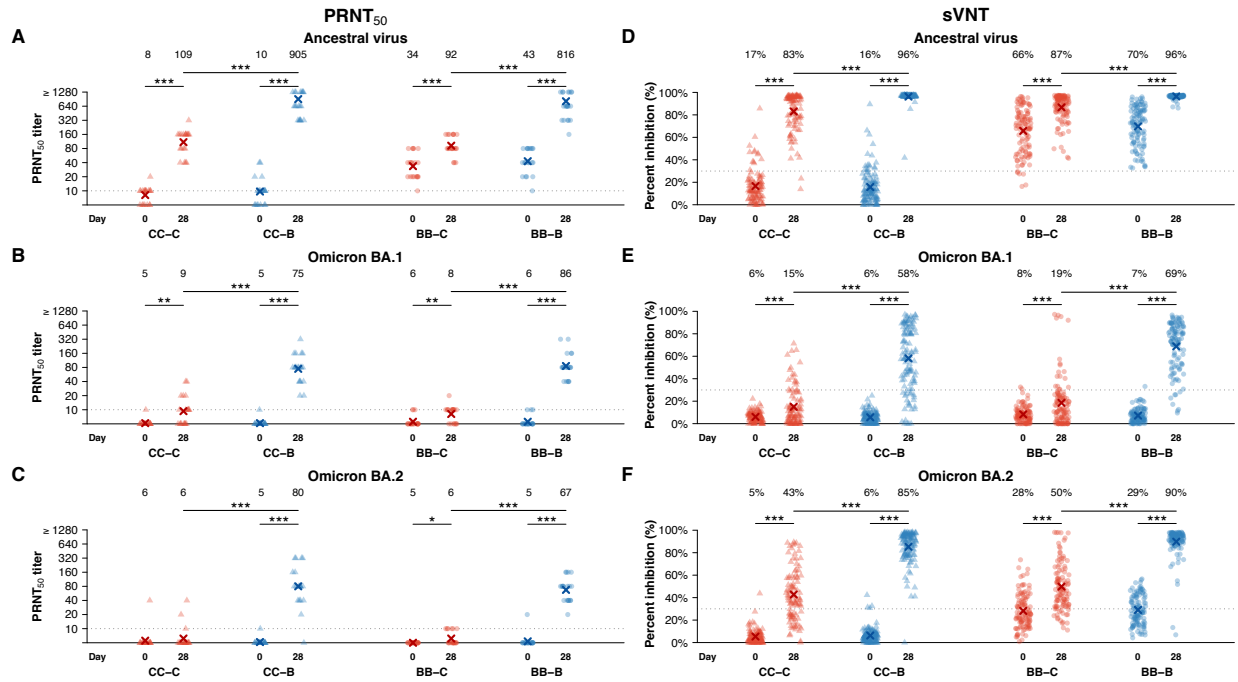 PRNT50
A
Ancestral virus
8 109 10 905 34 92 43 816
*** ***
*** *** *** ***
PRNT50 titer
≥ 1280
640
320
160
80
40
20
10
Day 0 28 0 28 0 28 0 28
CC−C CC−B BB−C BB−B
B
Omicron BA.1
5 9 5 75 6 8 6 86
*** ***
** *** ** ***
PRNT50 titer
≥ 1280
640
320
160
80
40
20
10
Day 0 28 0 28 0 28 0 28
CC−C CC−B BB−C BB−B
C
Omicron BA.2
6 6 5 80 5 6 5 67
*** ***
*** * ***
PRNT50 titer
≥ 1280
640
320
160
80
40
20
10
Day 0 28 0 28 0 28 0 28
CC−C CC−B BB−C BB−B
sVNT
D
Ancestral virus
17% 83% 16% 96% 66% 87% 70% 96%
*** ***
*** *** *** ***
Percent inhibition (%)
100%
80%
60%
40%
20%
0%
Day 0 28 0 28 0 28 0 28
CC−C CC−B BB−C BB−B
E
Omicron BA.1
6% 15% 6% 58% 8% 19% 7% 69%
*** ***
*** *** *** ***
Percent inhibition (%)
100%
80%
60%
40%
20%
0%
Day 0 28 0 28 0 28 0 28
CC−C CC−B BB−C BB−B
F
Omicron BA.2
5% 43% 6% 85% 28% 50% 29% 90%
*** ***
*** *** *** ***
Percent inhibition (%)
100%
80%
60%
40%
20%
0%
Day 0 28 0 28 0 28 0 28
CC−C CC−B BB−C BB−B